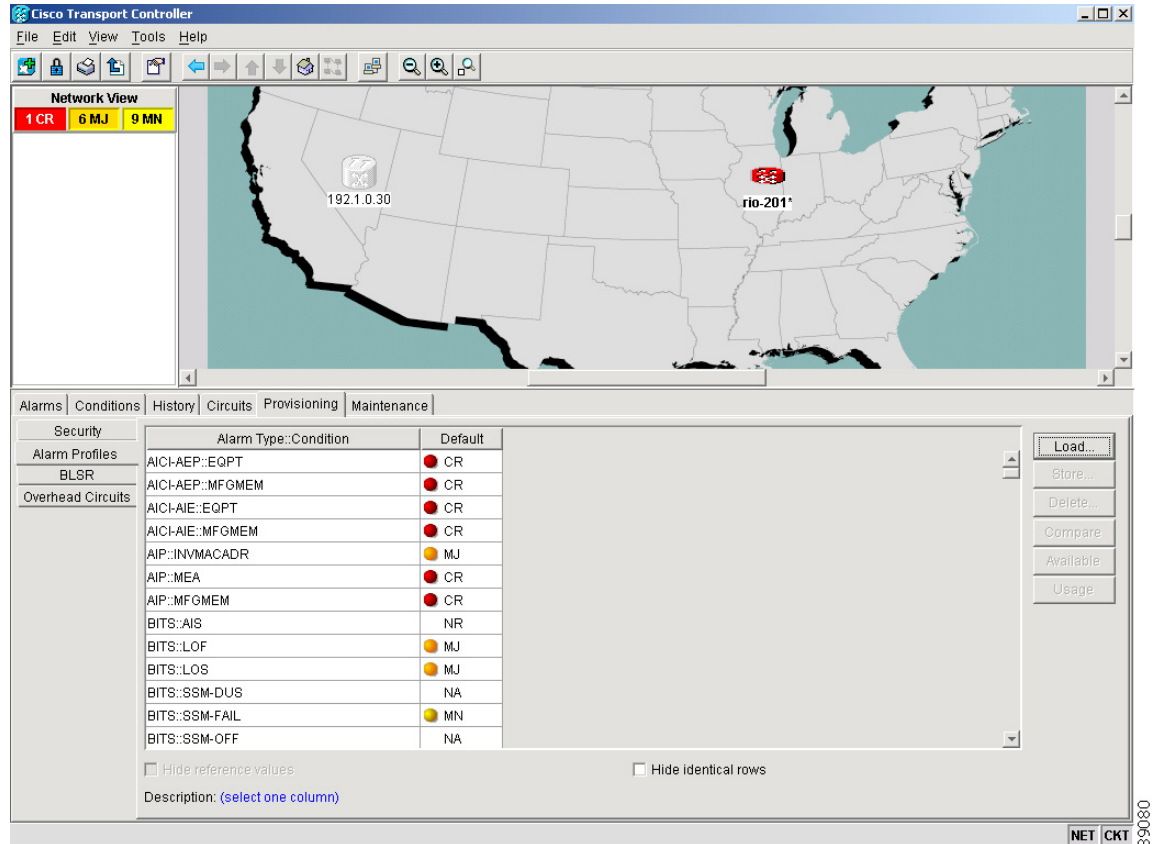 Cisco Transport Controller
File Edit View Tools Help
Network View
1 CR 6 MJ 9 MN
192.1.0.30
rio-201*
Alarms Conditions History Circuits Provisioning Maintenance
Security
Alarm Profiles
BLSR
Overhead Circuits
Alarm Type::Condition Default
AICI-AEP::EQPT CR
AICI-AEP::MFGMEM CR
AICI-AIE::EQPT CR
AICI-AIE::MFGMEM CR
AIP::INVMACADR MJ
AIP::MEA CR
AIP::MFGMEM CR
BITS::AIS NR
BITS::LOF MJ
BITS::LOS MJ
BITS::SSM-DUS NA
BITS::SSM-FAIL MN
BITS::SSM-OFF NA
Load...
Store...
Delete...
Compare
Available
Usage
Hide reference values Hide identical rows
Description: (select one column)
NET CKT
89080